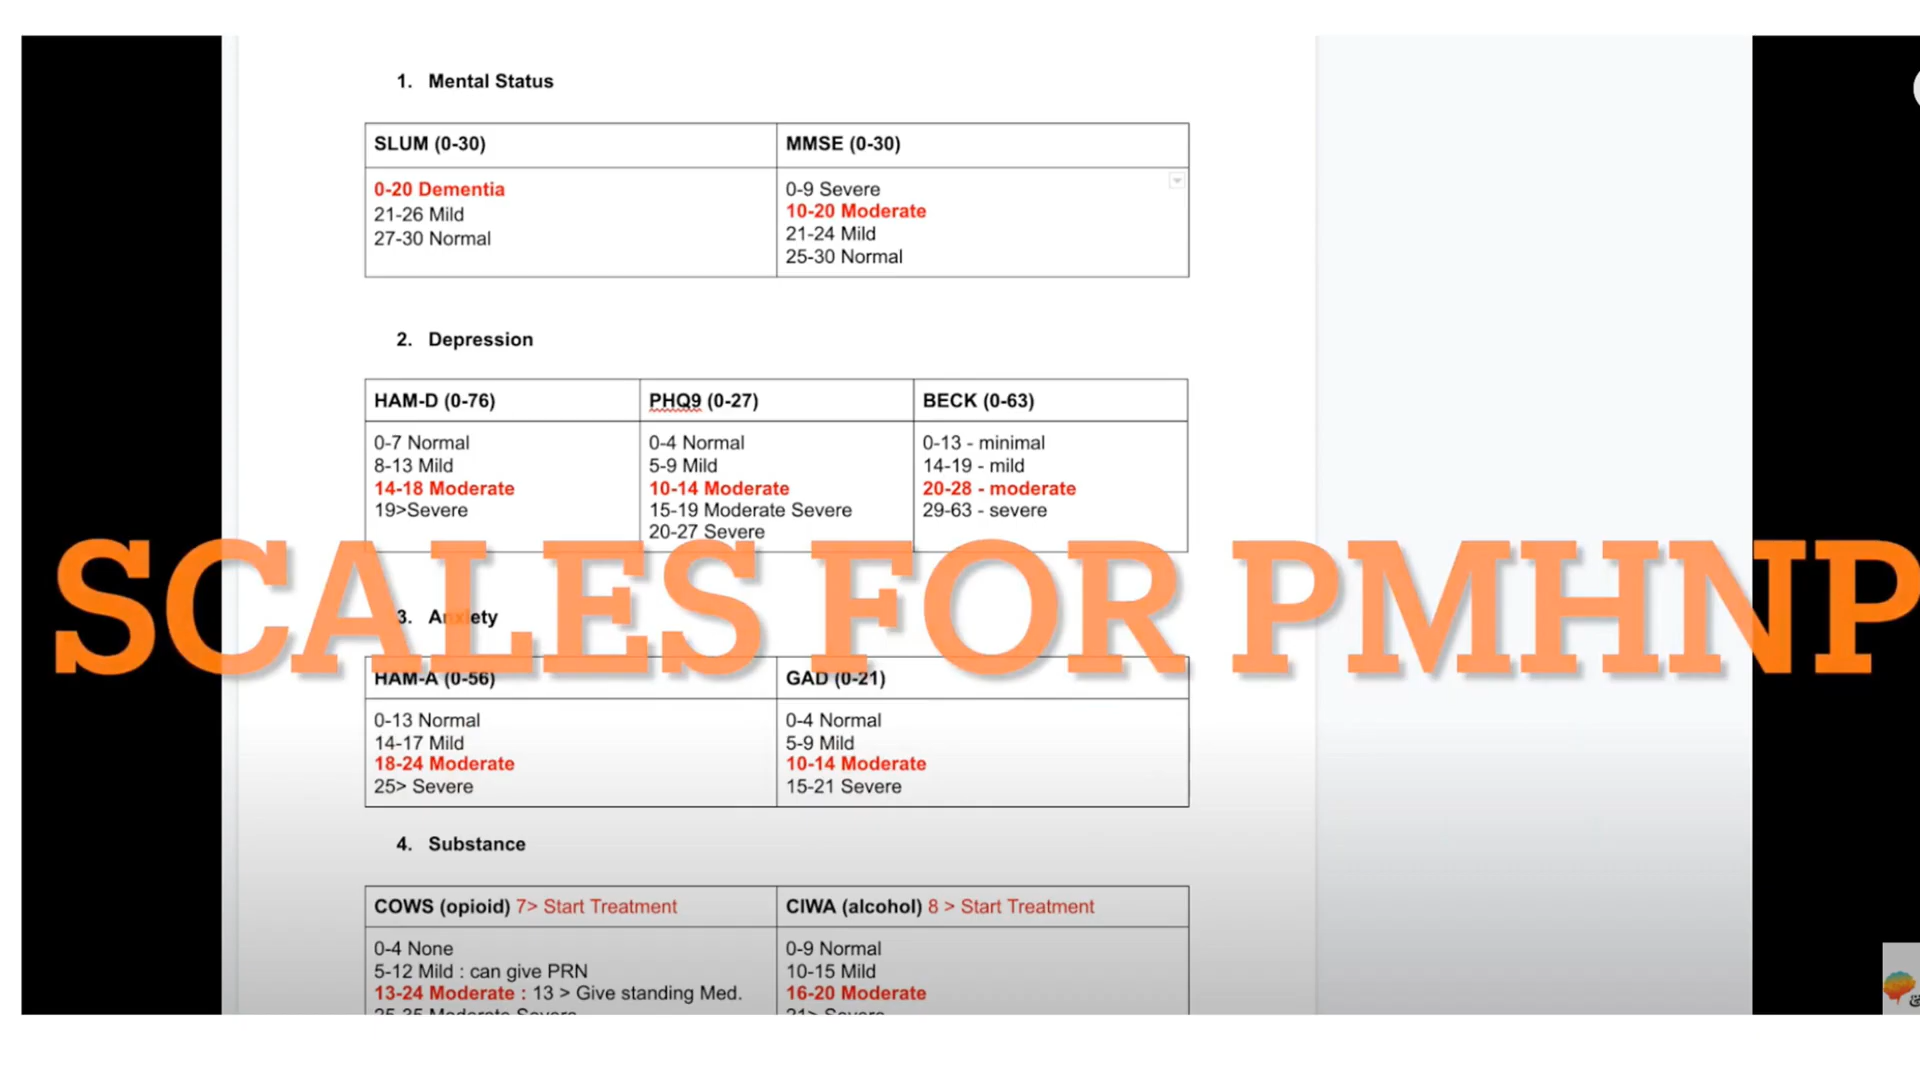 1. Mental Status
SLUM (0-30)
MMSE (0-30)
0-20 Dementia
21-26 Mild
27-30 Normal
0-9 Severe
10-20 Moderate
21-24 Mild
25-30 Normal
2. Depression
HAM-D (0-76)
PHQ9 (0-27)
BECK (0-63)
0-7 Normal
8-13 Mild
14-18 Moderate
19>Severe
0-4 Normal
5-9 Mild
10-14 Moderate
15-19 Moderate Severe
20-27 Severe
0-13 - minimal
14-19 - mild
20-28 - moderate
29-63 - severe
SCALES FOR PMHNP
3. Anxiety
HAM-A (0-56)
GAD (0-21)
0-13 Normal
14-17 Mild
18-24 Moderate
25> Severe
0-4 Normal
5-9 Mild
10-14 Moderate
15-21 Severe
4. Substance
COWS (opioid) 7> Start Treatment
CIWA (alcohol) 8 > Start Treatment
0-4 None
5-12 Mild : can give PRN
13-24 Moderate : 13 > Give standing Med.
25-35 Moderate Severe
0-9 Normal
10-15 Mild
16-20 Moderate
21> Severe